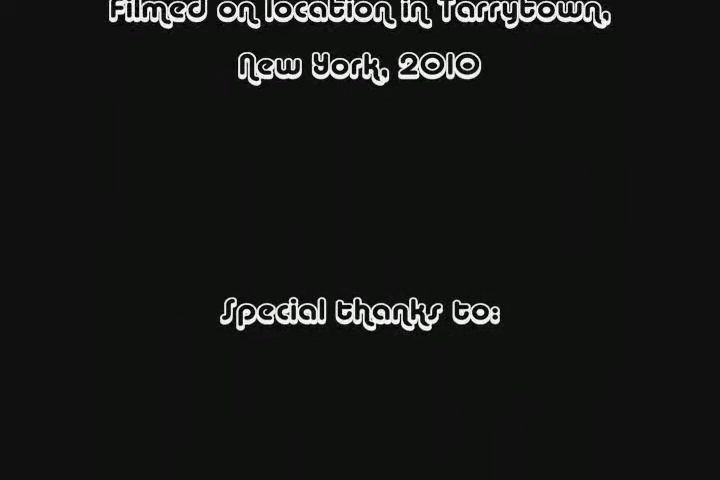 Filmed on location in Tarrytown,
New York, 2010
Special thanks to: